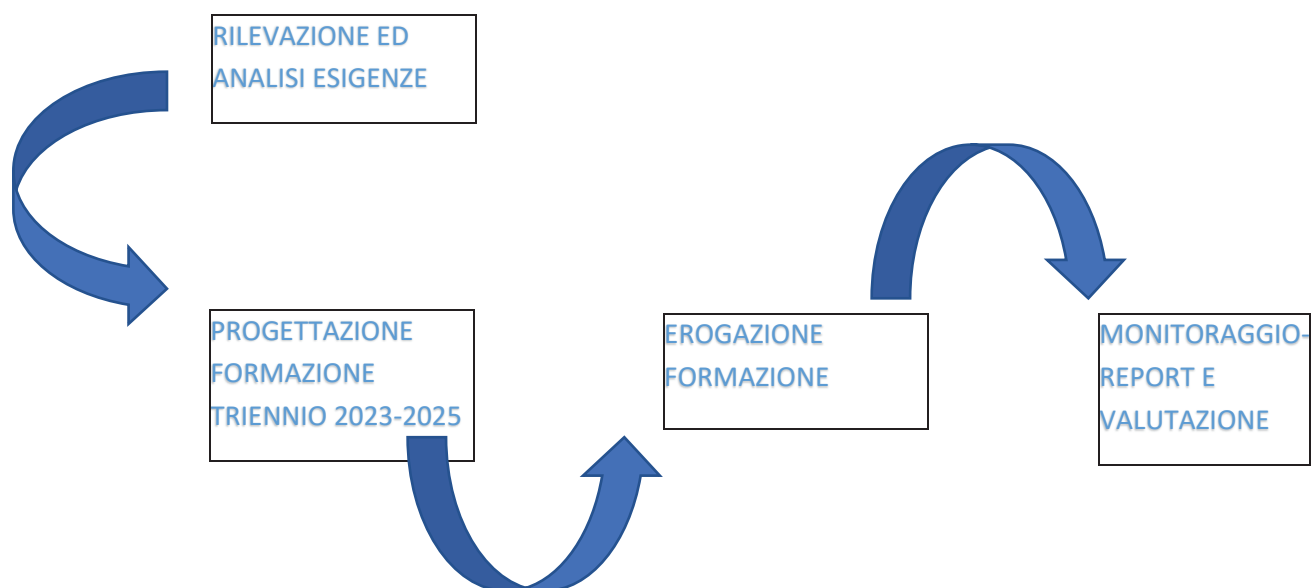 RILEVAZIONE ED
ANALISI ESIGENZE
PROGETTAZIONE
FORMAZIONE
TRIENNIO 2023-2025
EROGAZIONE
FORMAZIONE
MONITORAGGIO-
REPORT E
VALUTAZIONE